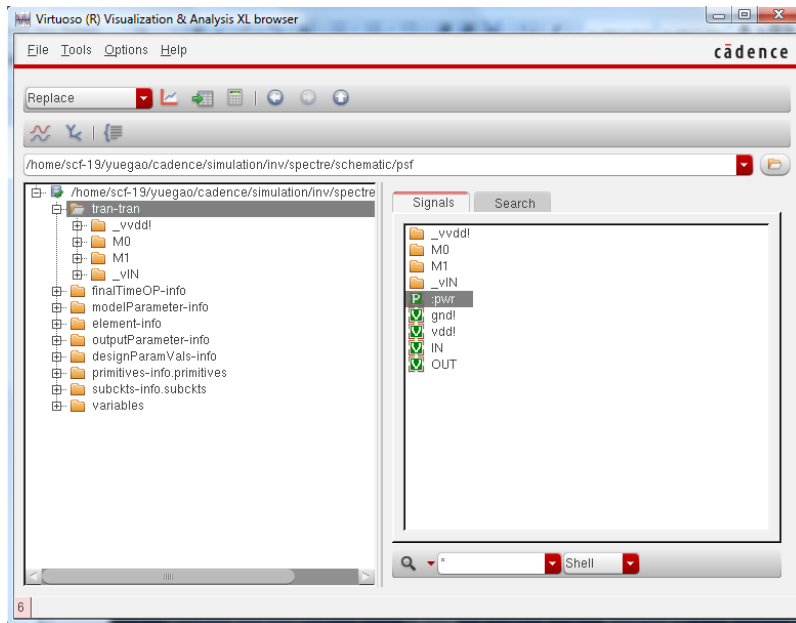 Virtuoso (R) Visualization & Analysis XL browser
File Tools Options Help
cādence
Replace
/home/scf-19/yuegao/cadence/simulation/inv/spectre/schematic/psf
/home/scf-19/yuegao/cadence/simulation/inv/spectre
tran-tran
_vvdd!
M0
M1
_vIN
finalTimeOP-info
modelParameter-info
element-info
outputParameter-info
designParamVals-info
primitives-info.primitives
subckts-info.subckts
variables
Signals Search
_vvdd!
M0
M1
_vIN
P :pwr
V gnd!
V vdd!
V IN
V OUT
* Shell
6